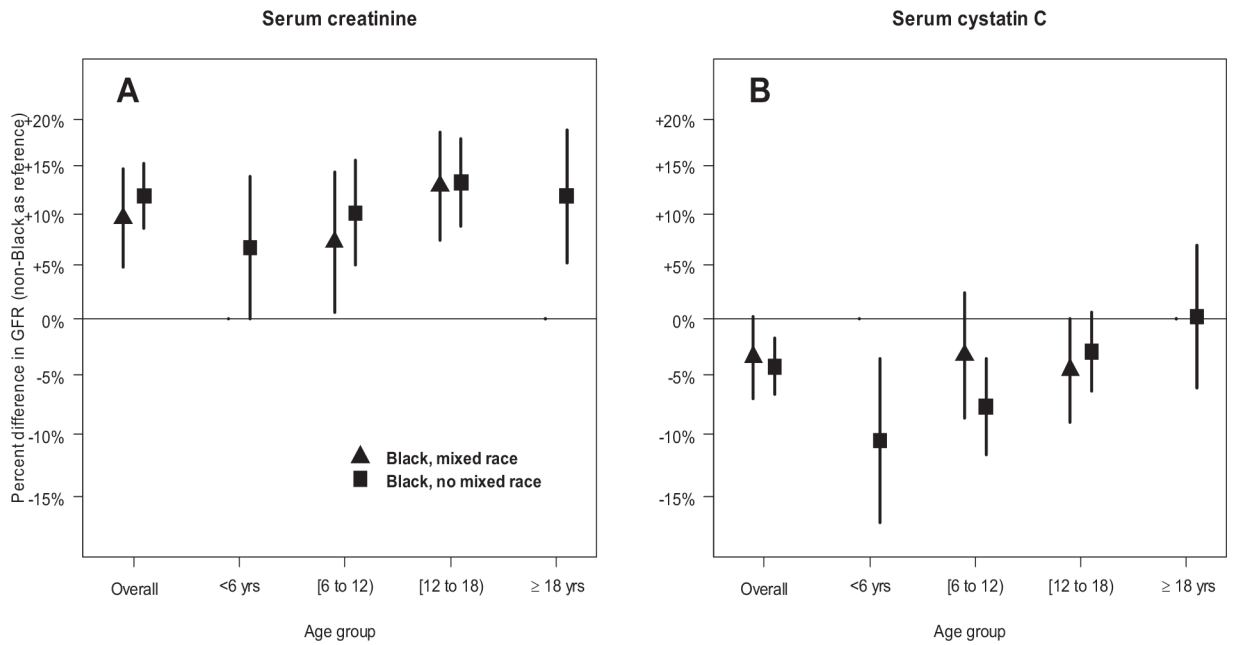 Serum creatinine
A
Percent difference in GFR (non-Black as reference)
+20%
+15%
+10%
+5%
0%
-5%
-10%
-15%
Black, mixed race
Black, no mixed race
Overall
<6 yrs
[6 to 12)
[12 to 18)
≥ 18 yrs
Age group
Serum cystatin C
B
+20%
+15%
+10%
+5%
0%
-5%
-10%
-15%
Overall
<6 yrs
[6 to 12)
[12 to 18)
≥ 18 yrs
Age group